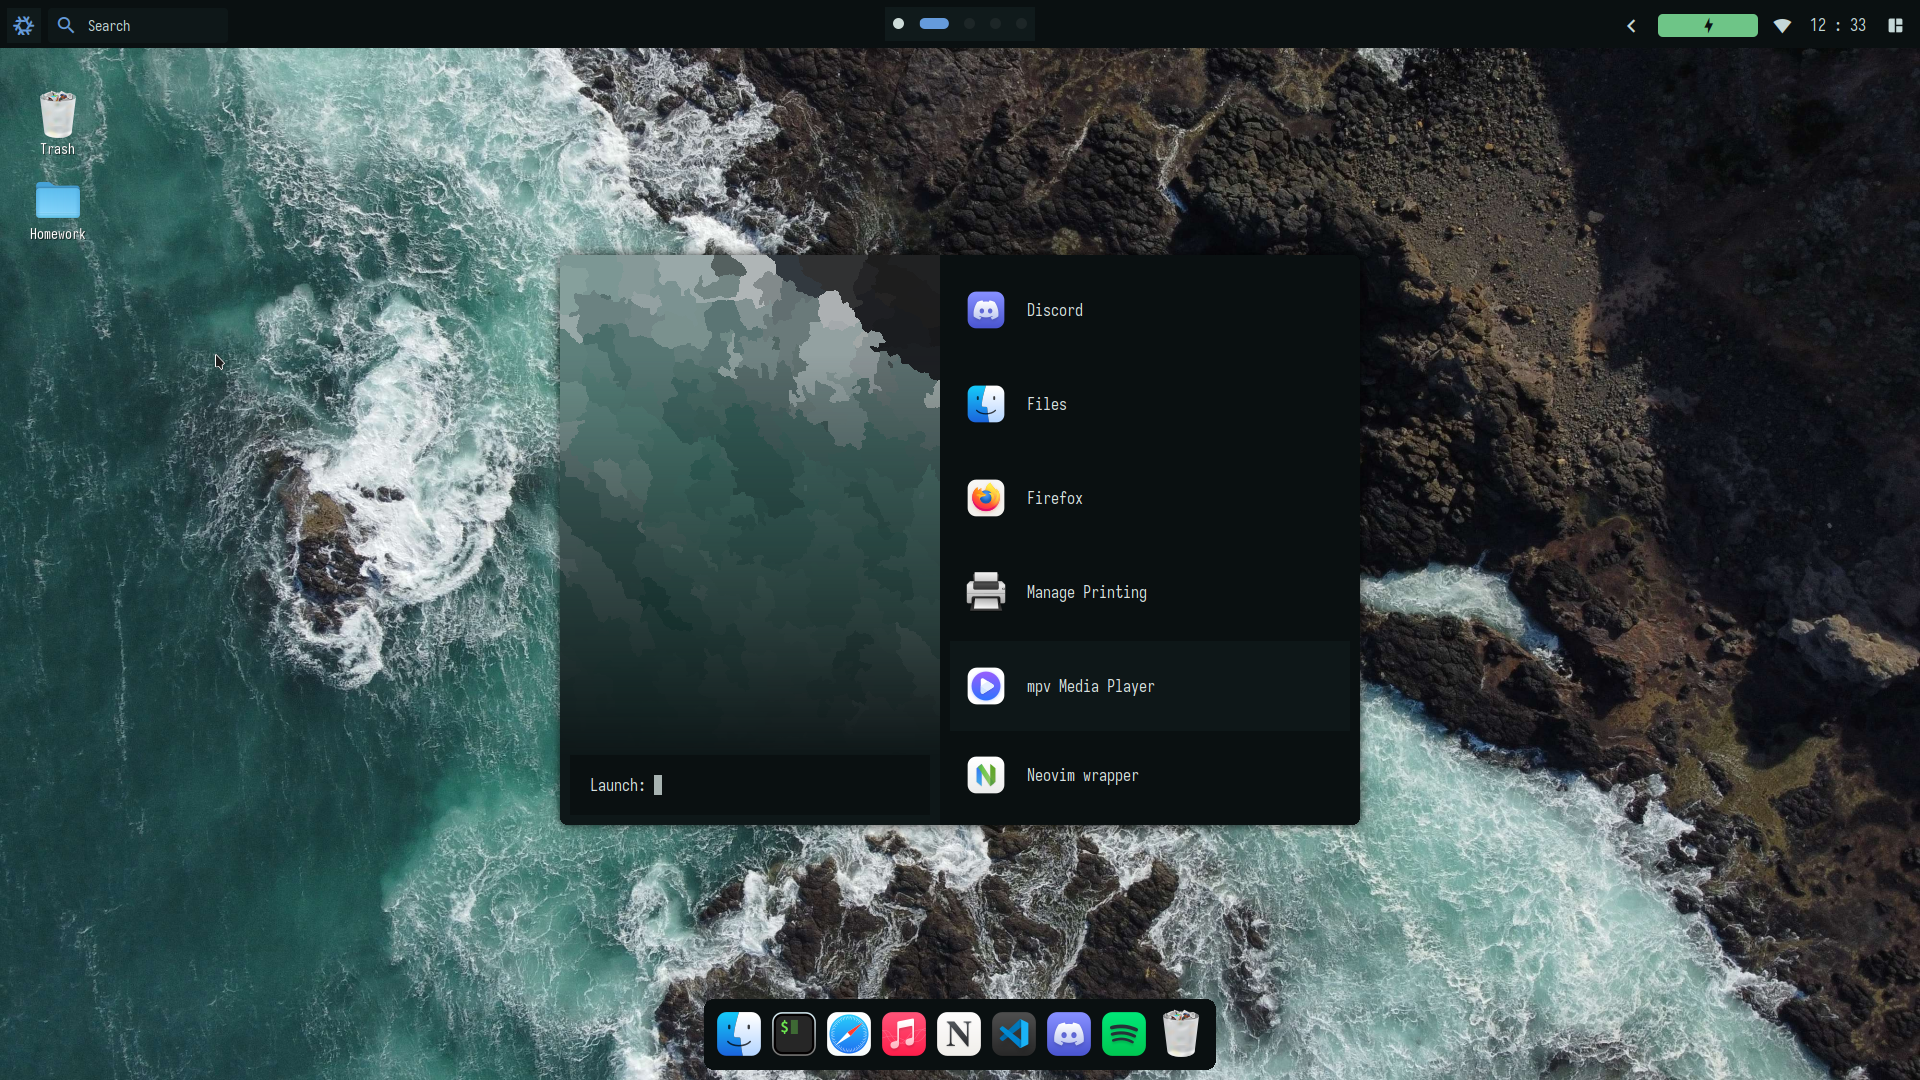 Search
12 : 33
Trash
Homework
Discord
Files
Firefox
Manage Printing
mpv Media Player
Neovim wrapper
Launch:
$
N